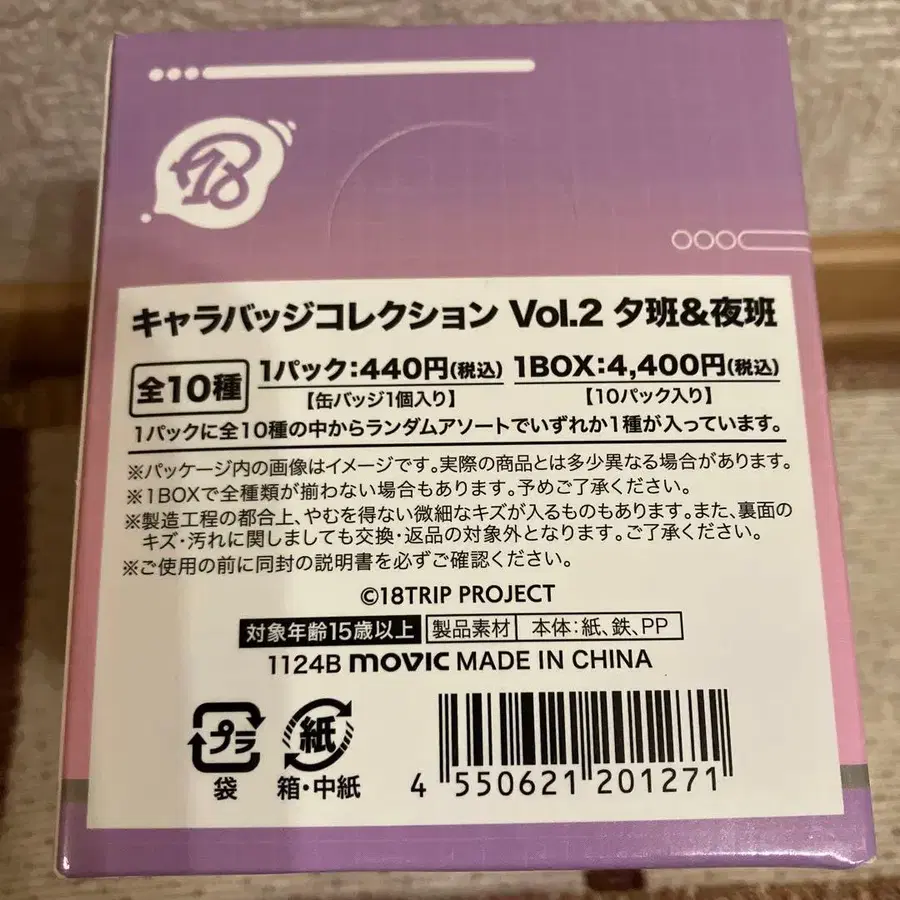 18
キャラバッジコレクション Vol.2 夕班&夜班
全10種 1パック:440円(税込) 1BOX:4,400円(税込)
【缶バッジ1個入り】 【10パック入り】
1パックに全10種の中からランダムアソートでいずれか1種が入っています。
※パッケージ内の画像はイメージです。実際の商品とは多少異なる場合があります。
※1BOXで全種類が揃わない場合もあります。予めご了承ください。
※製造工程の都合上、やむを得ない微細なキズが入るものもあります。また、裏面の
キズ・汚れに関しましても交換・返品の対象外となります。ご了承ください。
※ご使用の前に同封の説明書を必ずご確認ください。
©18TRIP PROJECT
対象年齢15歳以上 製品素材 本体:紙、鉄、PP
1124B movic MADE IN CHINA
プラ 紙
袋 箱・中紙
4 550621 201271